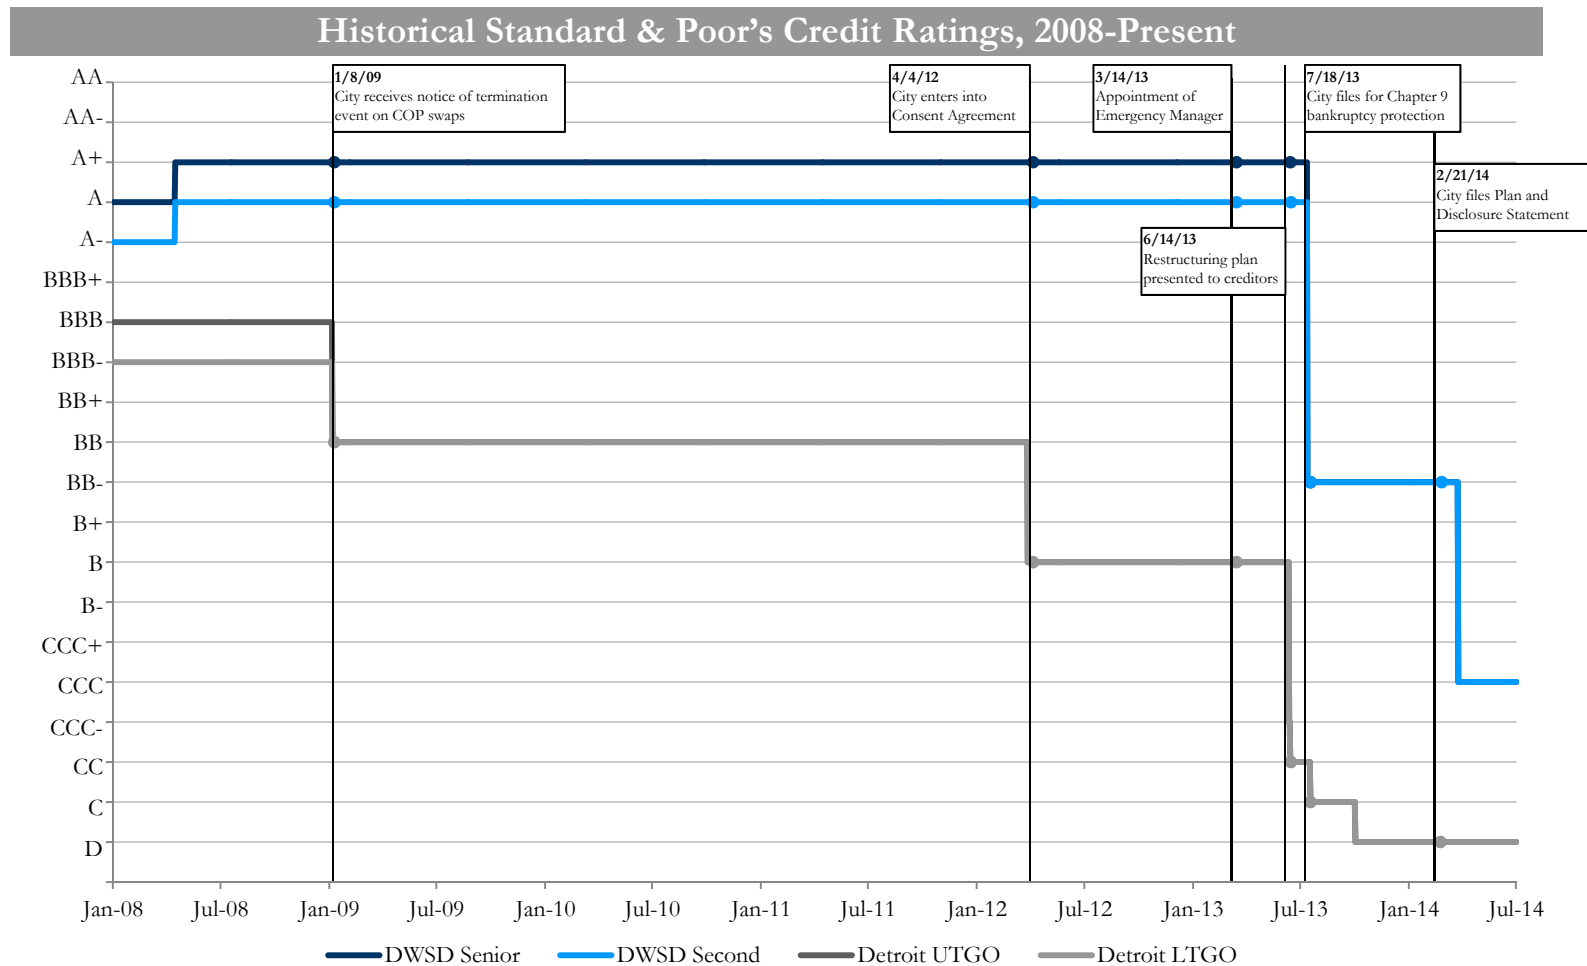 Historical Standard & Poor's Credit Ratings, 2008-Present
1/8/09
City receives notice of termination
event on COP swaps
4/4/12
City enters into
Consent Agreement
3/14/13
Appointment of
Emergency Manager
7/18/13
City files for Chapter 9
bankruptcy protection
2/21/14
City files Plan and
Disclosure Statement
6/14/13
Restructuring plan
presented to creditors
AA
AA-
A+
A
A-
BBB+
BBB
BBB-
BB+
BB
BB-
B+
B
B-
CCC+
CCC
CCC-
CC
C
D
Jan-08 Jul-08 Jan-09 Jul-09 Jan-10 Jul-10 Jan-11 Jul-11 Jan-12 Jul-12 Jan-13 Jul-13 Jan-14 Jul-14
DWSD Senior DWSD Second Detroit UTGO Detroit LTGO